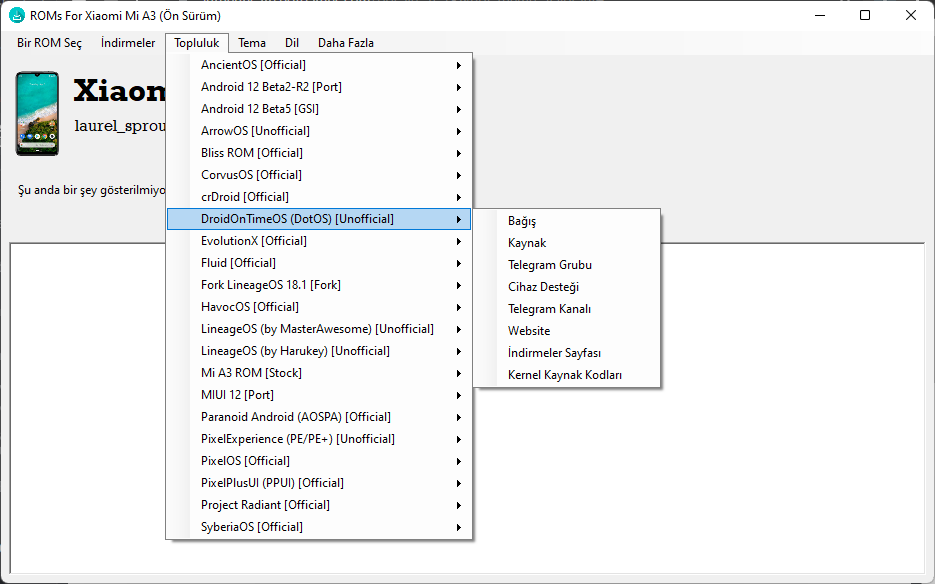 ROMs For Xiaomi Mi A3 (Ön Sürüm)
Bir ROM Seç İndirmeler Topluluk Tema Dil Daha Fazla
Xiaom
laurel_sprou
Şu anda bir şey gösterilmiyo
AncientOS [Official]
Android 12 Beta2-R2 [Port]
Android 12 Beta5 [GSI]
ArrowOS [Unofficial]
Bliss ROM [Official]
CorvusOS [Official]
crDroid [Official]
DroidOnTimeOS (DotOS) [Unofficial]
EvolutionX [Official]
Fluid [Official]
Fork LineageOS 18.1 [Fork]
HavocOS [Official]
LineageOS (by MasterAwesome) [Unofficial]
LineageOS (by Harukey) [Unofficial]
Mi A3 ROM [Stock]
MIUI 12 [Port]
Paranoid Android (AOSPA) [Official]
PixelExperience (PE/PE+) [Unofficial]
PixelOS [Official]
PixelPlusUI (PPUI) [Official]
Project Radiant [Official]
SyberiaOS [Official]
Bağış
Kaynak
Telegram Grubu
Cihaz Desteği
Telegram Kanalı
Website
İndirmeler Sayfası
Kernel Kaynak Kodları